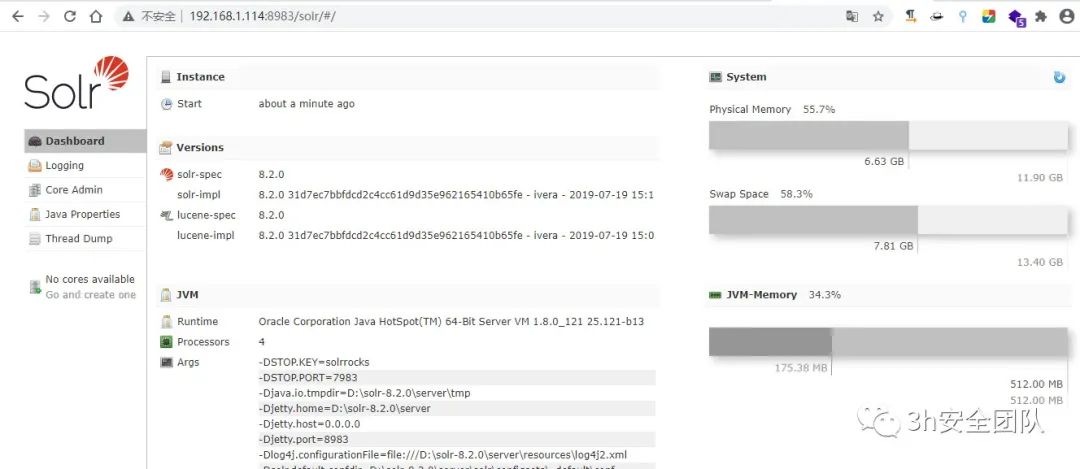 不安全 | 192.168.1.114:8983/solr/#/
5
Solr
Dashboard
Logging
Core Admin
Java Properties
Thread Dump
No cores available
Go and create one
Instance
Start about a minute ago
Versions
solr-spec 8.2.0
solr-impl 8.2.0 31d7ec7bbfdcd2c4cc61d9d35e962165410b65fe - ivera - 2019-07-19 15:1
lucene-spec 8.2.0
lucene-impl 8.2.0 31d7ec7bbfdcd2c4cc61d9d35e962165410b65fe - ivera - 2019-07-19 15:0
JVM
Runtime Oracle Corporation Java HotSpot(TM) 64-Bit Server VM 1.8.0_121 25.121-b13
Processors 4
Args -DSTOP.KEY=solrrocks
-DSTOP.PORT=7983
-Djava.io.tmpdir=D:\solr-8.2.0\server\tmp
-Djetty.home=D:\solr-8.2.0\server
-Djetty.host=0.0.0.0
-Djetty.port=8983
-Dlog4j.configurationFile=file:///D:\solr-8.2.0\server\resources\log4j2.xml
System
Physical Memory 55.7%
6.63 GB
11.90 GB
Swap Space 58.3%
7.81 GB
13.40 GB
JVM-Memory 34.3%
175.38 MB
512.00 MB
512.00 MB
3h安全团队